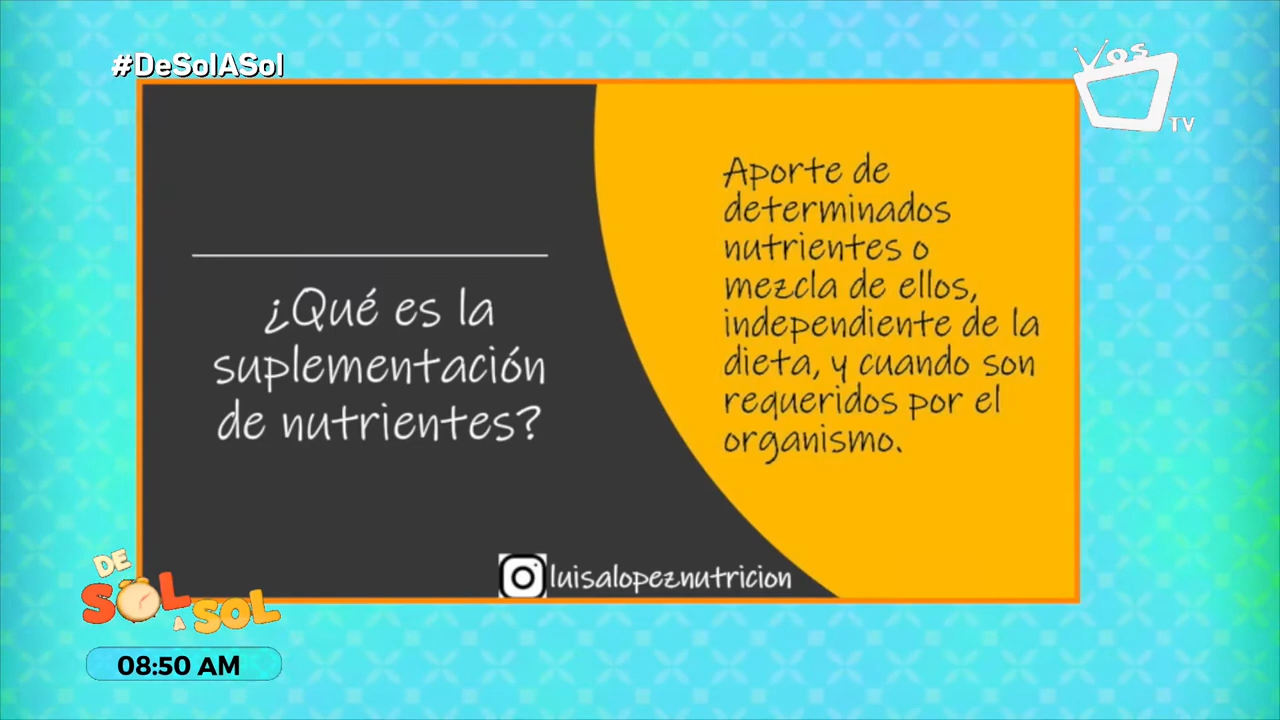 #DeSolASol
VOS
TV
¿Qué es la
suplementación
de nutrientes?
Aporte de
determinados
nutrientes o
mezcla de ellos,
independiente de la
dieta, y cuando son
requeridos por el
organismo.
luisalopeznutricion
DE
SOL
A
SOL
08:50 AM